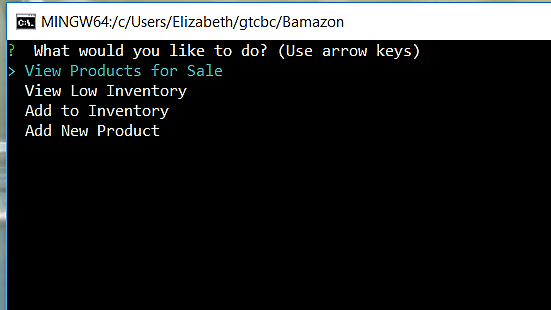 MINGW64:/c/Users/Elizabeth/gtcbc/Bamazon
? What would you like to do? (Use arrow keys)
> View Products for Sale
View Low Inventory
Add to Inventory
Add New Product